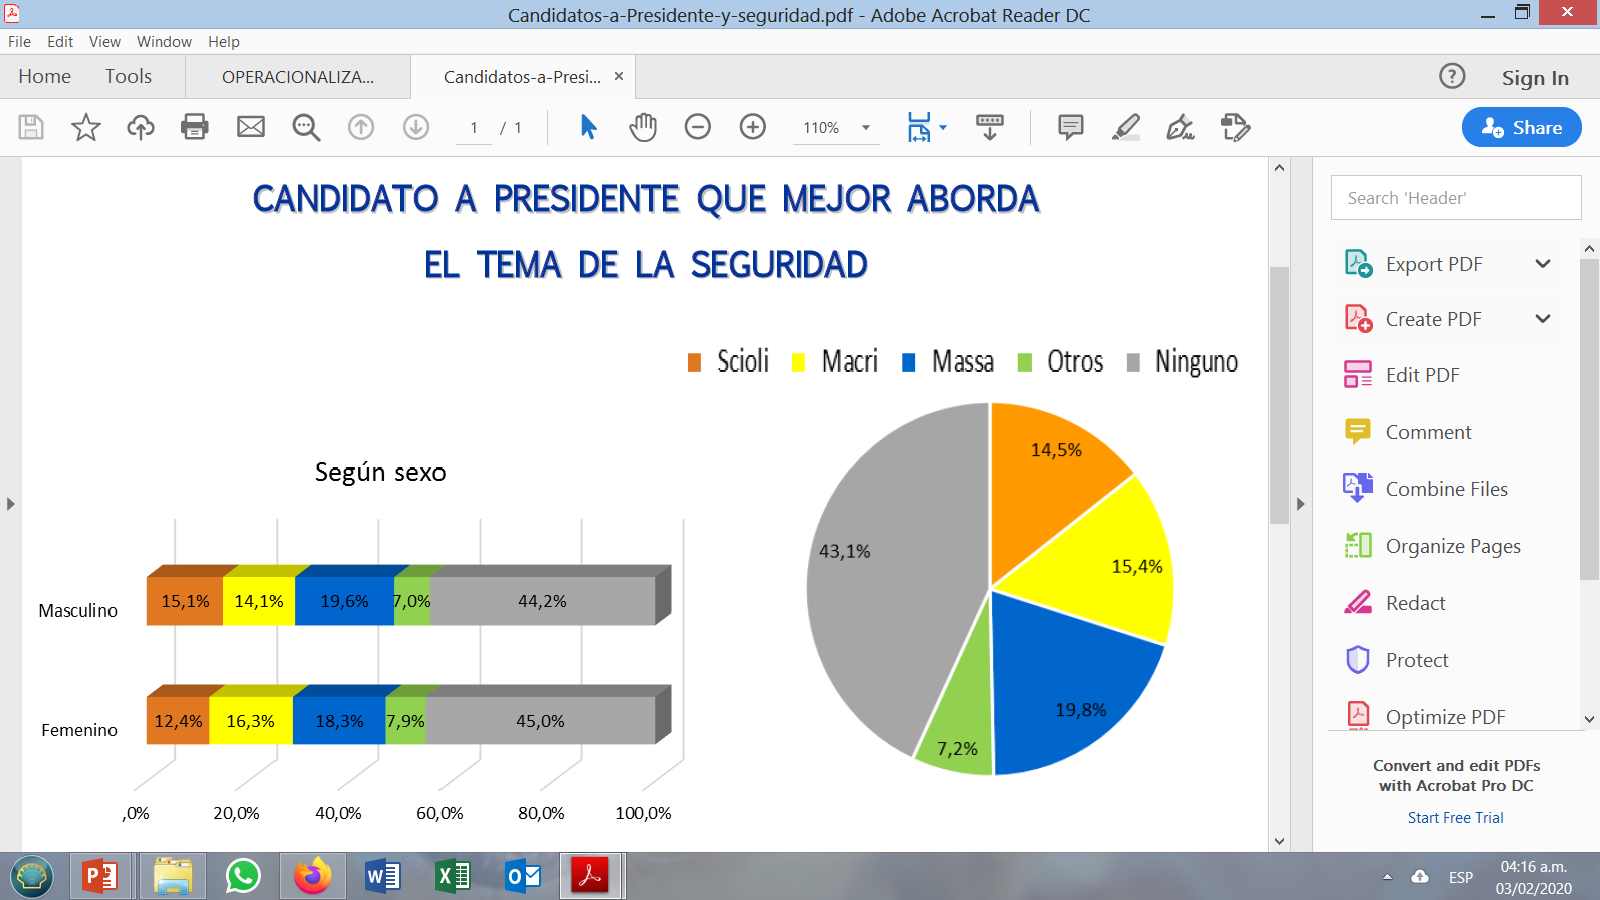 Candidatos-a-Presidente-y-seguridad.pdf - Adobe Acrobat Reader DC
File Edit View Window Help
Home Tools OPERACIONALIZA... Candidatos-a-Presi... × ? Sign In
1 / 1 110% Share
CANDIDATO A PRESIDENTE QUE MEJOR ABORDA
EL TEMA DE LA SEGURIDAD
Scioli Macri Massa Otros Ninguno
Según sexo
Masculino 15,1% 14,1% 19,6% 7,0% 44,2%
Femenino 12,4% 16,3% 18,3% 7,9% 45,0%
,0% 20,0% 40,0% 60,0% 80,0% 100,0%
14,5%
15,4%
19,8%
7,2%
43,1%
Search 'Header'
Export PDF
Create PDF
Edit PDF
Comment
Combine Files
Organize Pages
Redact
Protect
Optimize PDF
Convert and edit PDFs
with Acrobat Pro DC
Start Free Trial
ESP
04:16 a.m.
03/02/2020